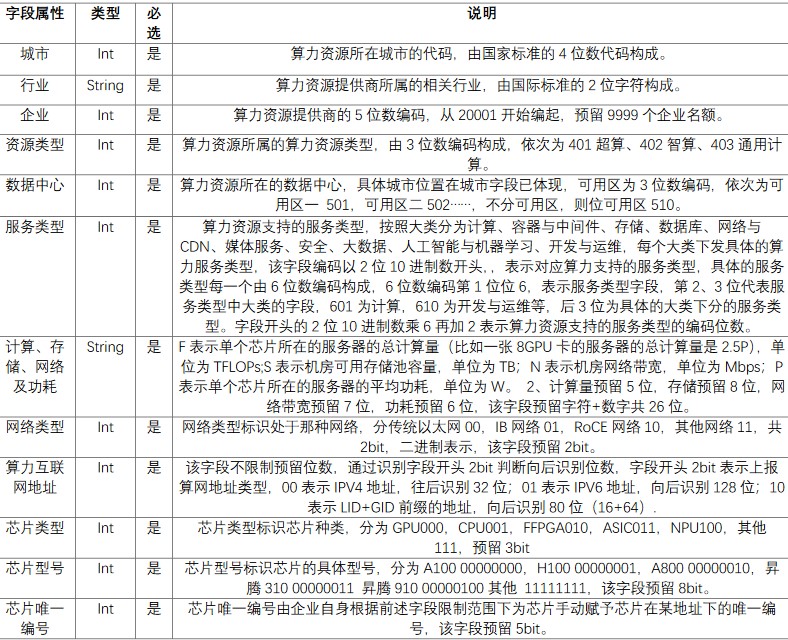 字段属性 类型 必选 说明
城市 Int 是 算力资源所在城市的代码，由国家标准的 4 位数代码构成。
行业 String 是 算力资源提供商所属的相关行业，由国际标准的 2 位字符构成。
企业 Int 是 算力资源提供商的 5 位数编码，从 20001 开始编起，预留 9999 个企业名额。
资源类型 Int 是 算力资源所属的算力资源类型，由 3 位数编码构成，依次为 401 超算、402 智算、403 通用计
算。
数据中心 Int 是 算力资源所在的数据中心，具体城市位置在城市字段已体现，可用区为 3 位数编码，依次为可
用区一 501，可用区二 502……，不分可用区，则位可用区 510。
服务类型 Int 是 算力资源支持的服务类型，按照大类分为计算、容器与中间件、存储、数据库、网络与
CDN、媒体服务、安全、大数据、人工智能与机器学习、开发与运维，每个大类下发具体的算
力服务类型，该字段编码以 2 位 10 进制数开头，，表示对应算力支持的服务类型，具体的服务
类型每一个由 6 位数编码构成，6 位数编码第 1 位位 6，表示服务类型字段，第 2、3 位代表服
务类型中大类的字段，601 为计算，610 为开发与运维等，后 3 位为具体的大类下分的服务类
型。字段开头的 2 位 10 进制数乘 6 再加 2 表示算力资源支持的服务类型的编码位数。
计算、存 String 是 F 表示单个芯片所在的服务器的总计算量（比如一张 8GPU 卡的服务器的总计算量是 2.5P），单
储、网络 位为 TFLOPs;S 表示机房可用存储池容量，单位为 TB；N 表示机房网络带宽，单位为 Mbps；P
及功耗 表示单个芯片所在的服务器的平均功耗，单位为 W。 2、计算量预留 5 位，存储预留 8 位，网
络带宽预留 7 位，功耗预留 6 位，该字段预留字符+数字共 26 位。
网络类型 Int 是 网络类型标识处于那种网络，分传统以太网 00，IB 网络 01，RoCE 网络 10，其他网络 11，共
2bit，二进制表示，该字段预留 2bit。
算力互联 Int 是 该字段不限制预留位数，通过识别字段开头 2bit 判断向后识别位数，字段开头 2bit 表示上报
网地址 算网地址类型，00 表示 IPV4 地址，往后识别 32 位；01 表示 IPV6 地址，向后识别 128 位；10
表示 LID+GID 前缀的地址，向后识别 80 位（16+64）.
芯片类型 Int 是 芯片类型标识芯片种类，分为 GPU000，CPU001，FFPGA010，ASIC011，NPU100，其他
111，预留 3bit
芯片型号 Int 是 芯片型号标识芯片的具体型号，分为 A100 00000000，H100 00000001，A800 00000010，昇
腾 310 00000011 昇腾 910 00000100 其他 11111111，该字段预留 8bit。
芯片唯一 Int 是 芯片唯一编号由企业自身根据前述字段限制范围下为芯片手动赋予芯片在某地址下的唯一编
编号 号，该字段预留 5bit。